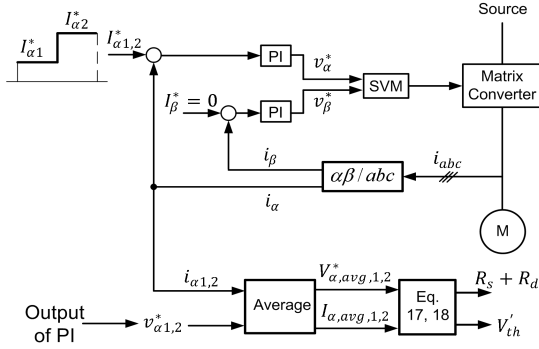 Source
I*α2
I*α1
I*α1,2
PI
v*α
SVM
Matrix
Converter
I*β = 0
PI
v*β
iβ
αβ/abc
iabc
iα
M
iα1,2
V*α,avg,1,2
Rs + Rd
Average
Eq.
17, 18
Output
of PI
v*α1,2
Iα,avg,1,2
V'th